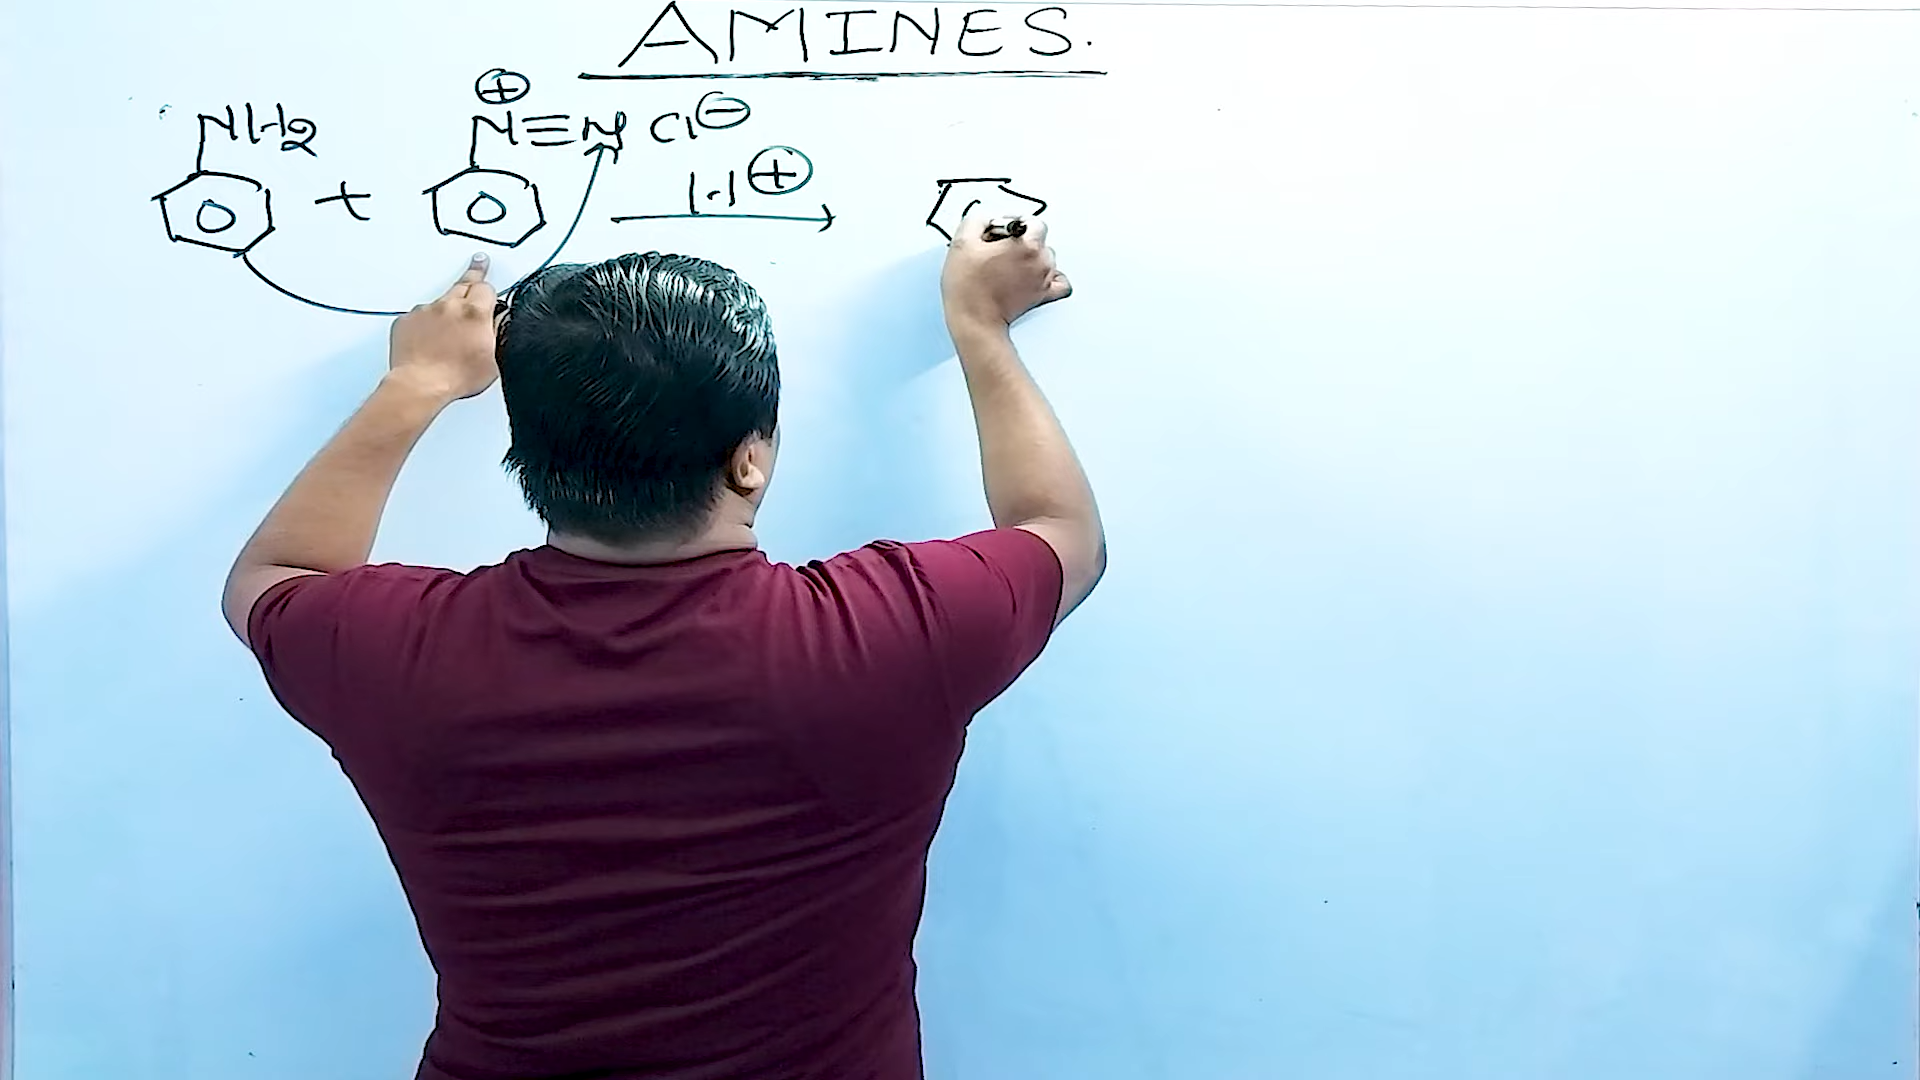 AMINES.
NH2 + N≡N Cl
⊕ ⊖
H⊕